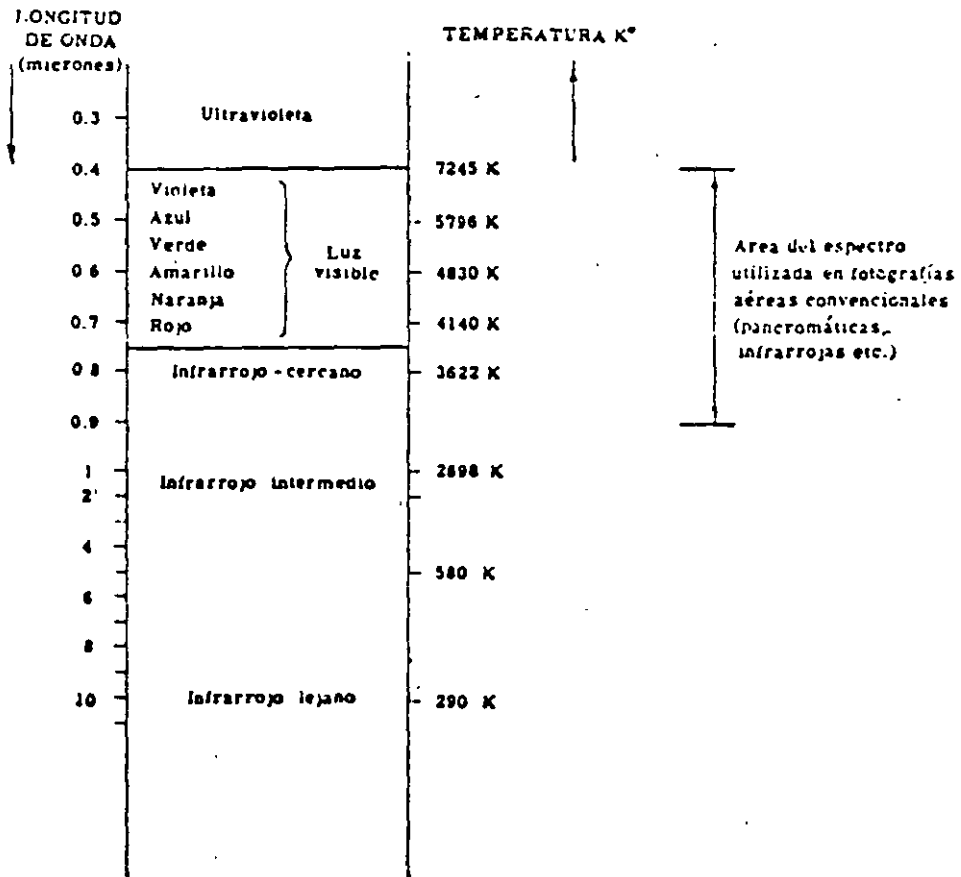 LONGITUD
DE ONDA
(micrones)
TEMPERATURA K°
0.3
Ultravioleta
0.4
7245 K
Violeta
0.5
Azul
5796 K
Verde
Luz
visible
0 6
Amarillo
4830 K
Naranja
0.7
Rojo
4140 K
Area del espectro
utilizada en fotografías
aéreas convencionales
(pancromáticas,
infrarrojas etc.)
0 8
Infrarrojo - cercano
3622 K
0.9
1
2898 K
Infrarrojo intermedio
2
4
580 K
6
8
10
Infrarrojo lejano
290 K